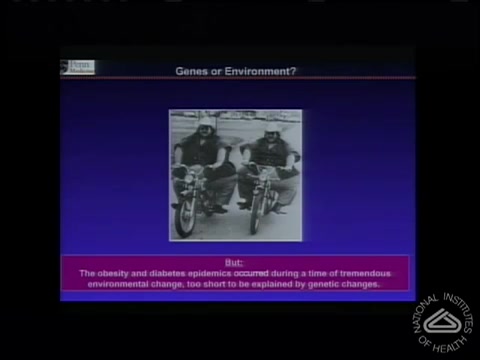 Penn
Medicine
Genes or Environment?
But:
The obesity and diabetes epidemics occurred during a time of tremendous
environmental change, too short to be explained by genetic changes.
NATIONAL INSTITUTES
OF HEALTH